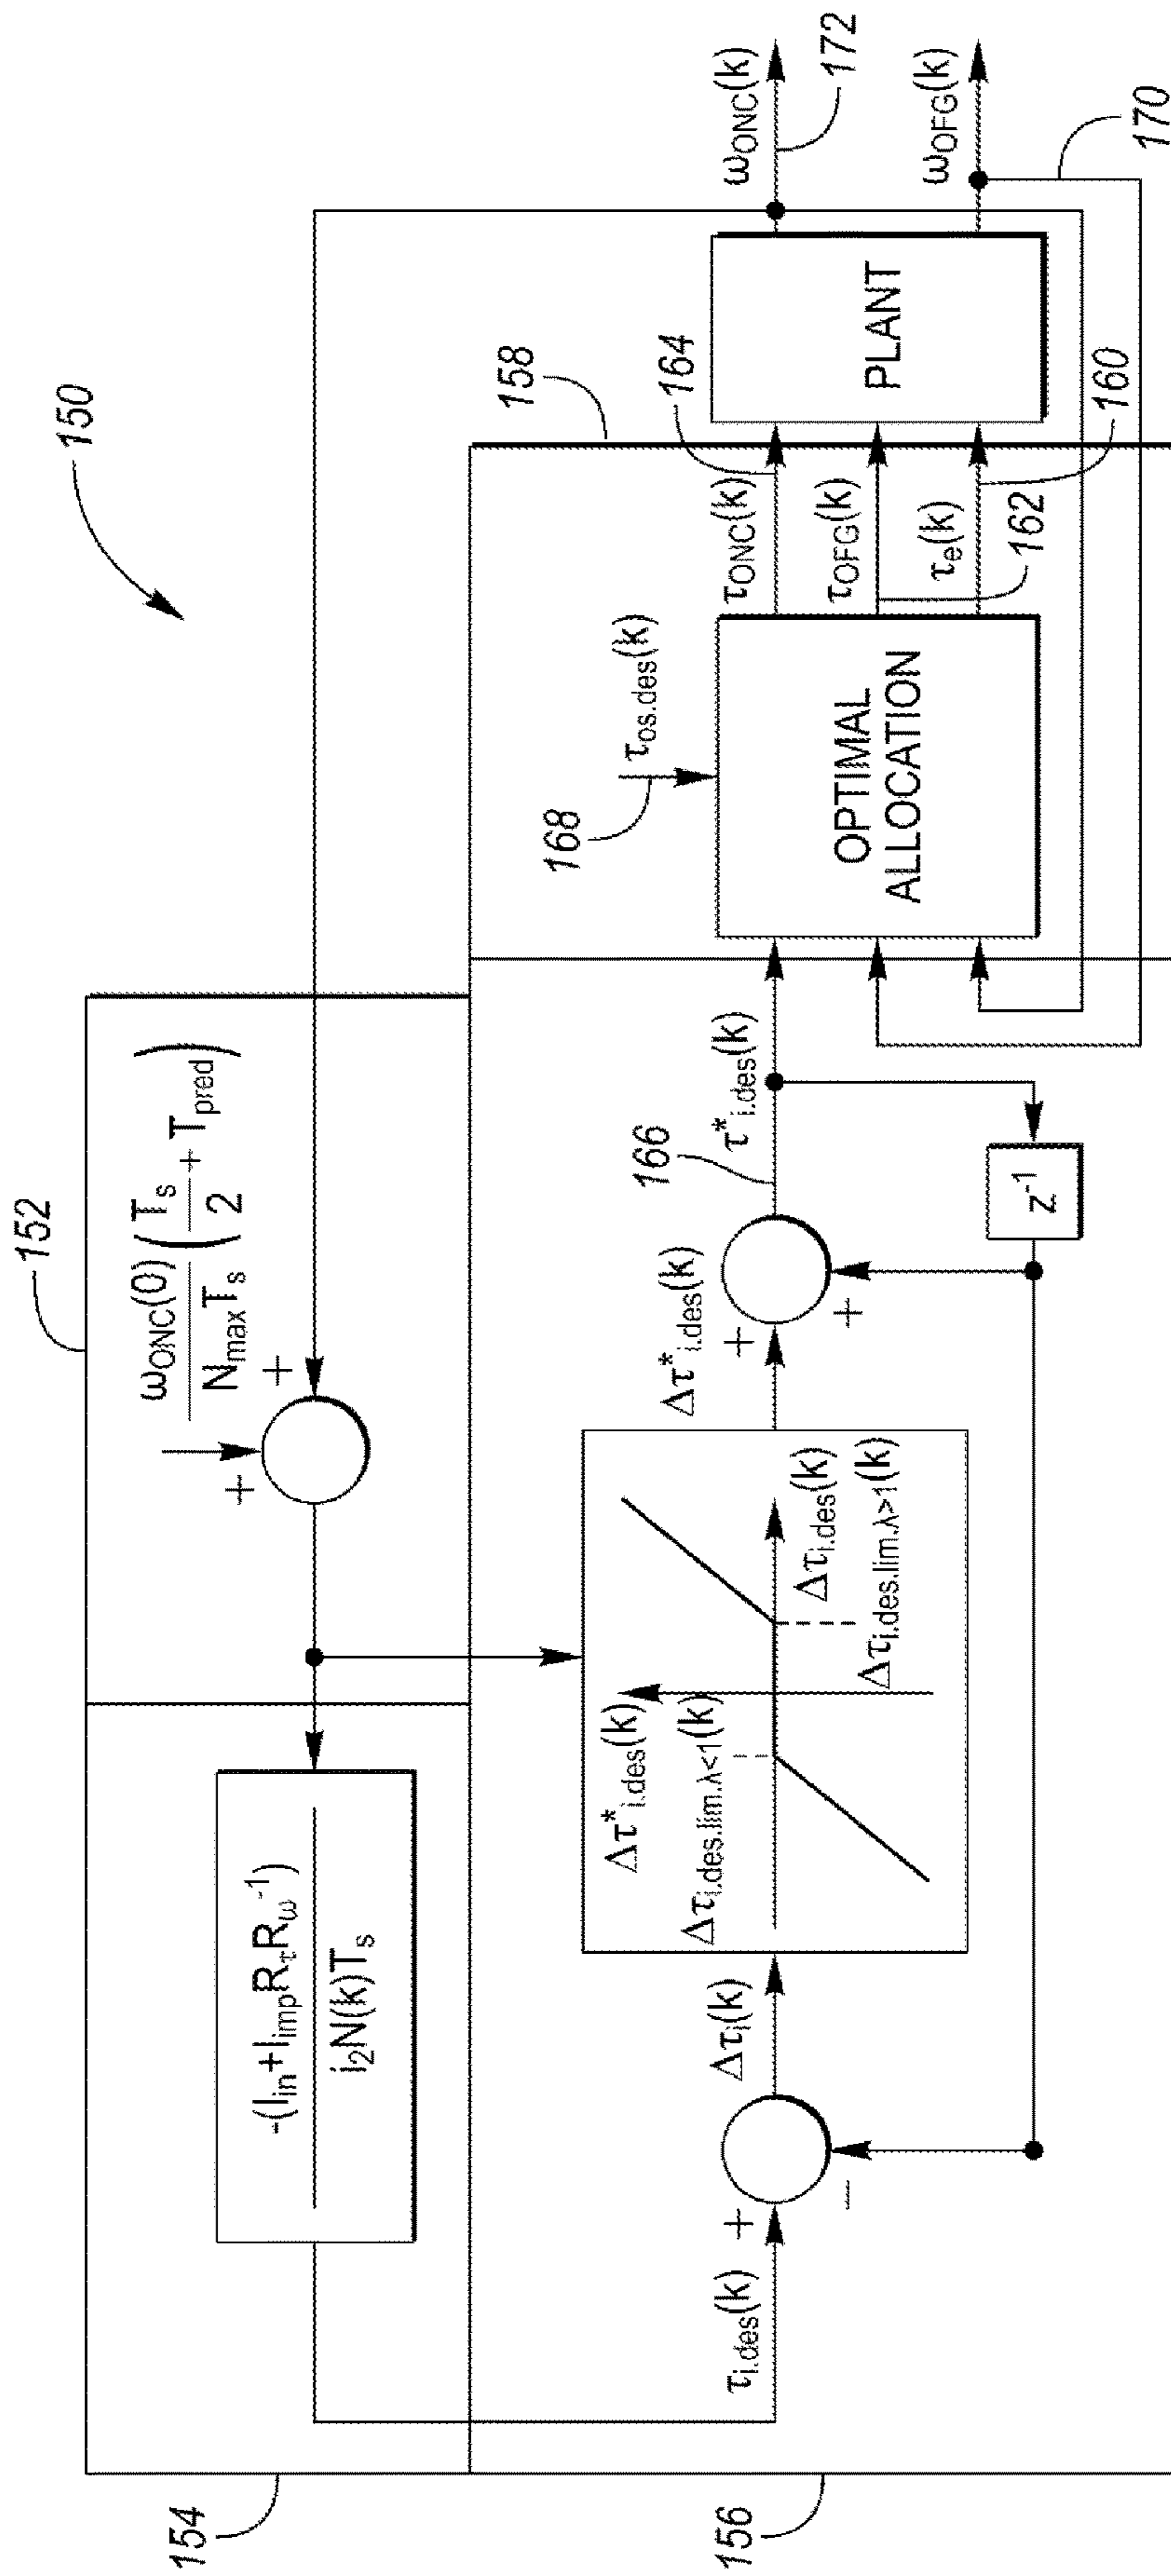 150
152
ω_ONC(0)
N_max T_s
(T_s/2 + T_pred)
+
+
154
-(I_in+I_imp R_τ R_ω^-1)
i_2 N(k)T_s
156
τ_i.des(k)
+
−
Δτ_i(k)
Δτ*_i.des(k)
Δτ_i.des.lim.λ<1(k)
Δτ_i.des(k)
Δτ_i.des.lim.λ>1(k)
Δτ*_i.des(k)
+
+
166
τ*_i.des(k)
z^-1
158
168
τ_os.des(k)
OPTIMAL
ALLOCATION
τ_ONC(k)
164
τ_OFG(k)
162
τ_e(k)
160
PLANT
ω_ONC(k)
172
ω_OFG(k)
170